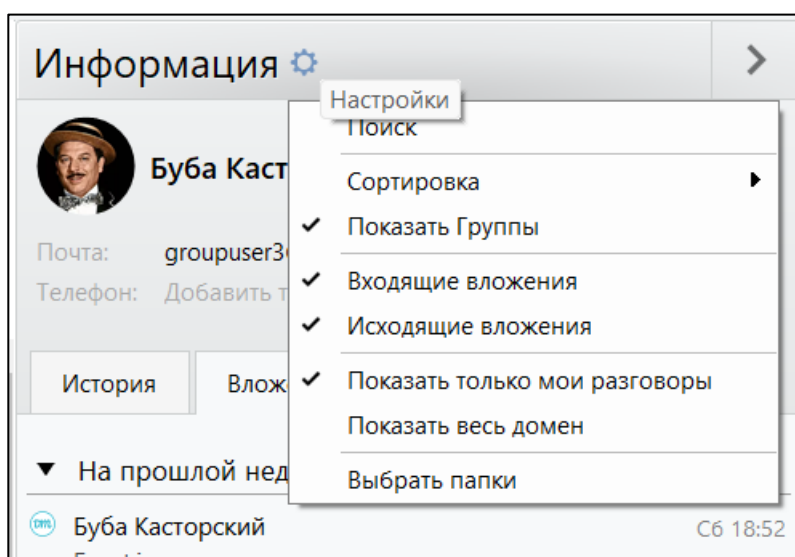 Информация
Настройки
Поиск
Буба Каст
Сортировка
Показать Группы
Почта: groupuser3
Входящие вложения
Телефон: Добавить т
Исходящие вложения
История Влож
Показать только мои разговоры
Показать весь домен
На прошлой нед
Выбрать папки
Буба Касторский Сб 18:52